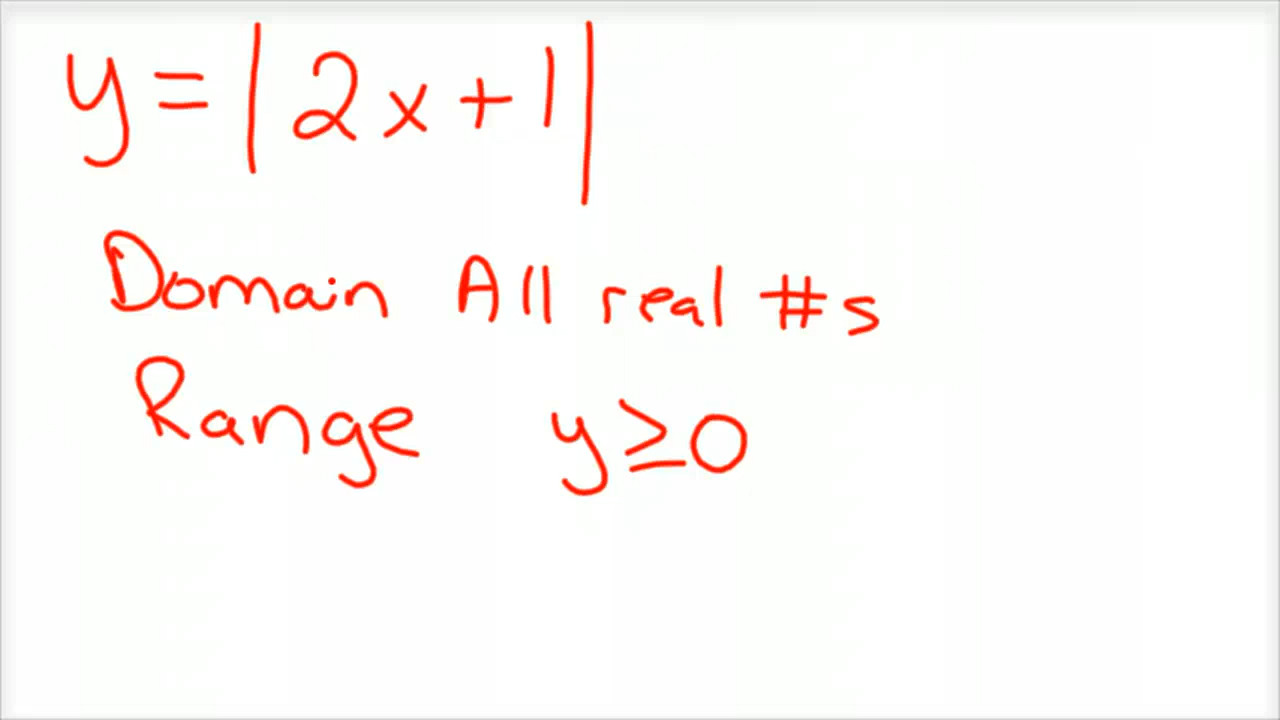 y=|2x+1|
Domain All real #s
Range y≥0